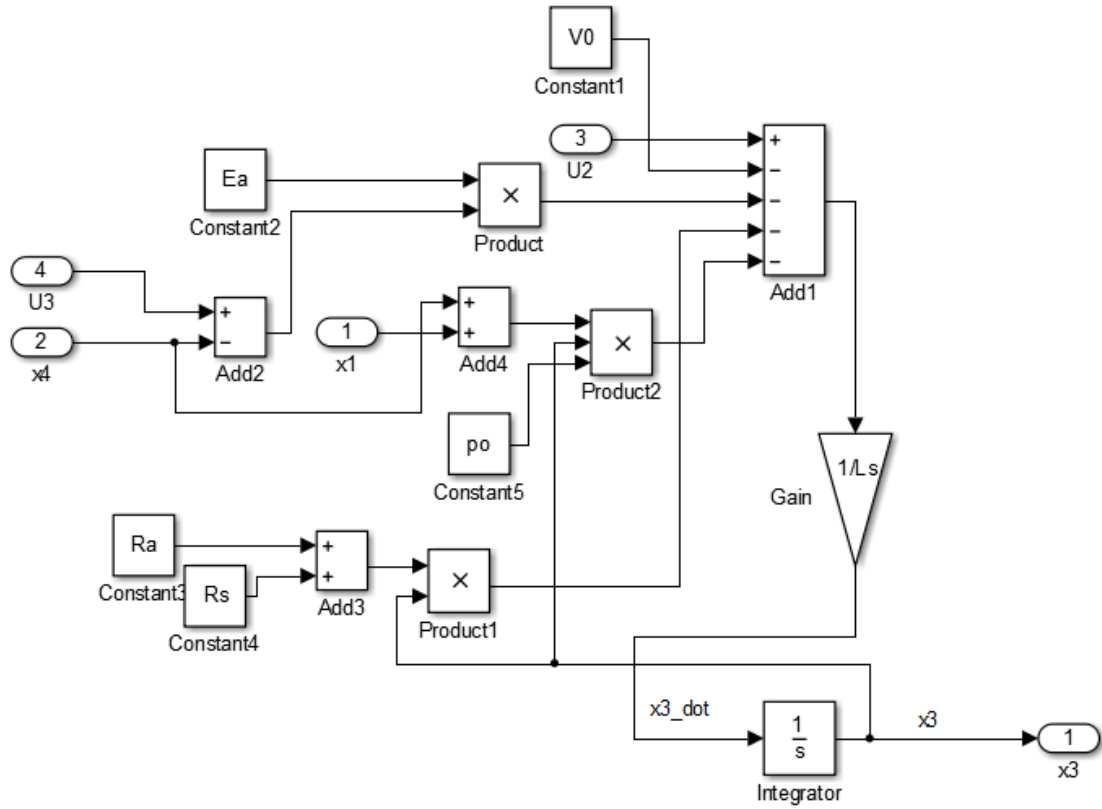 V0
Constant1
3
U2
+
−
−
−
−
Add1
Ea
Constant2
×
Product
4
U3
2
x4
+
−
Add2
1
x1
+
+
Add4
×
Product2
po
Constant5
1/Ls
Gain
Ra
Constant3
Rs
Constant4
+
+
Add3
×
Product1
x3_dot
1
s
Integrator
x3
1
x3